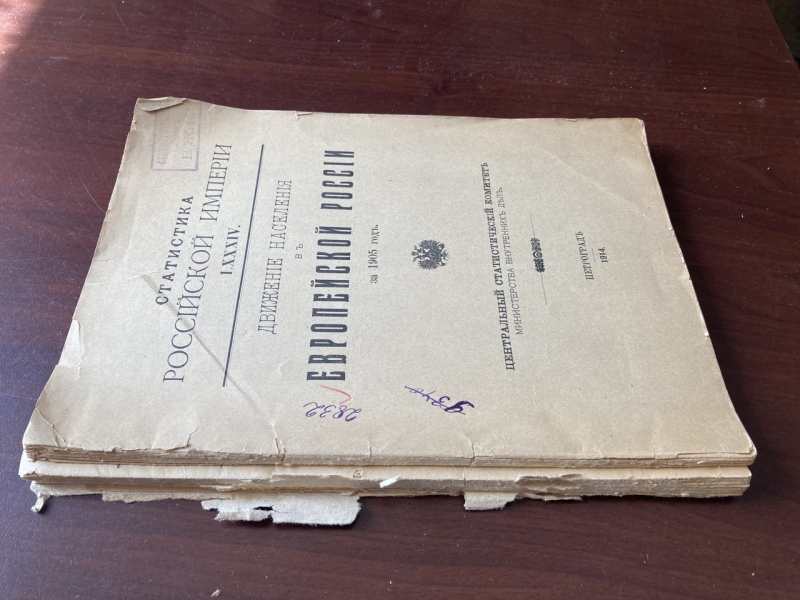 СТАТИСТИКА
РОССІЙСКОЙ ИМПЕРІИ
LXXXIV.
ДВИЖЕНІЕ НАСЕЛЕНІЯ
ВЪ
ЕВРОПЕЙСКОЙ РОССІИ
за 1905 годъ.
ЦЕНТРАЛЬНЫЙ СТАТИСТИЧЕСКІЙ КОМИТЕТЪ
МИНИСТЕРСТВА ВНУТРЕННИХЪ ДѢЛЪ.
ПЕТРОГРАДЪ
1914.
2832